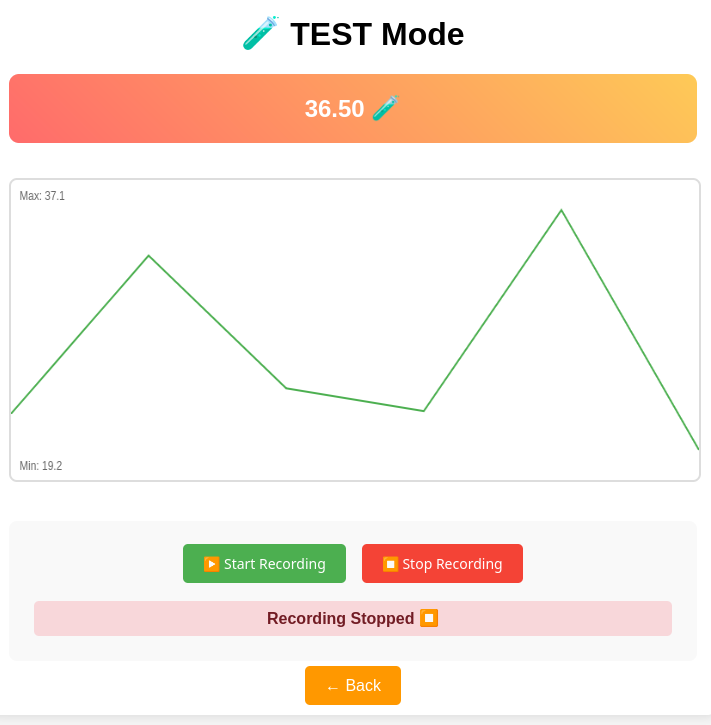 TEST Mode
36.50
Max: 37.1
Min: 19.2
Start Recording
Stop Recording
Recording Stopped
← Back